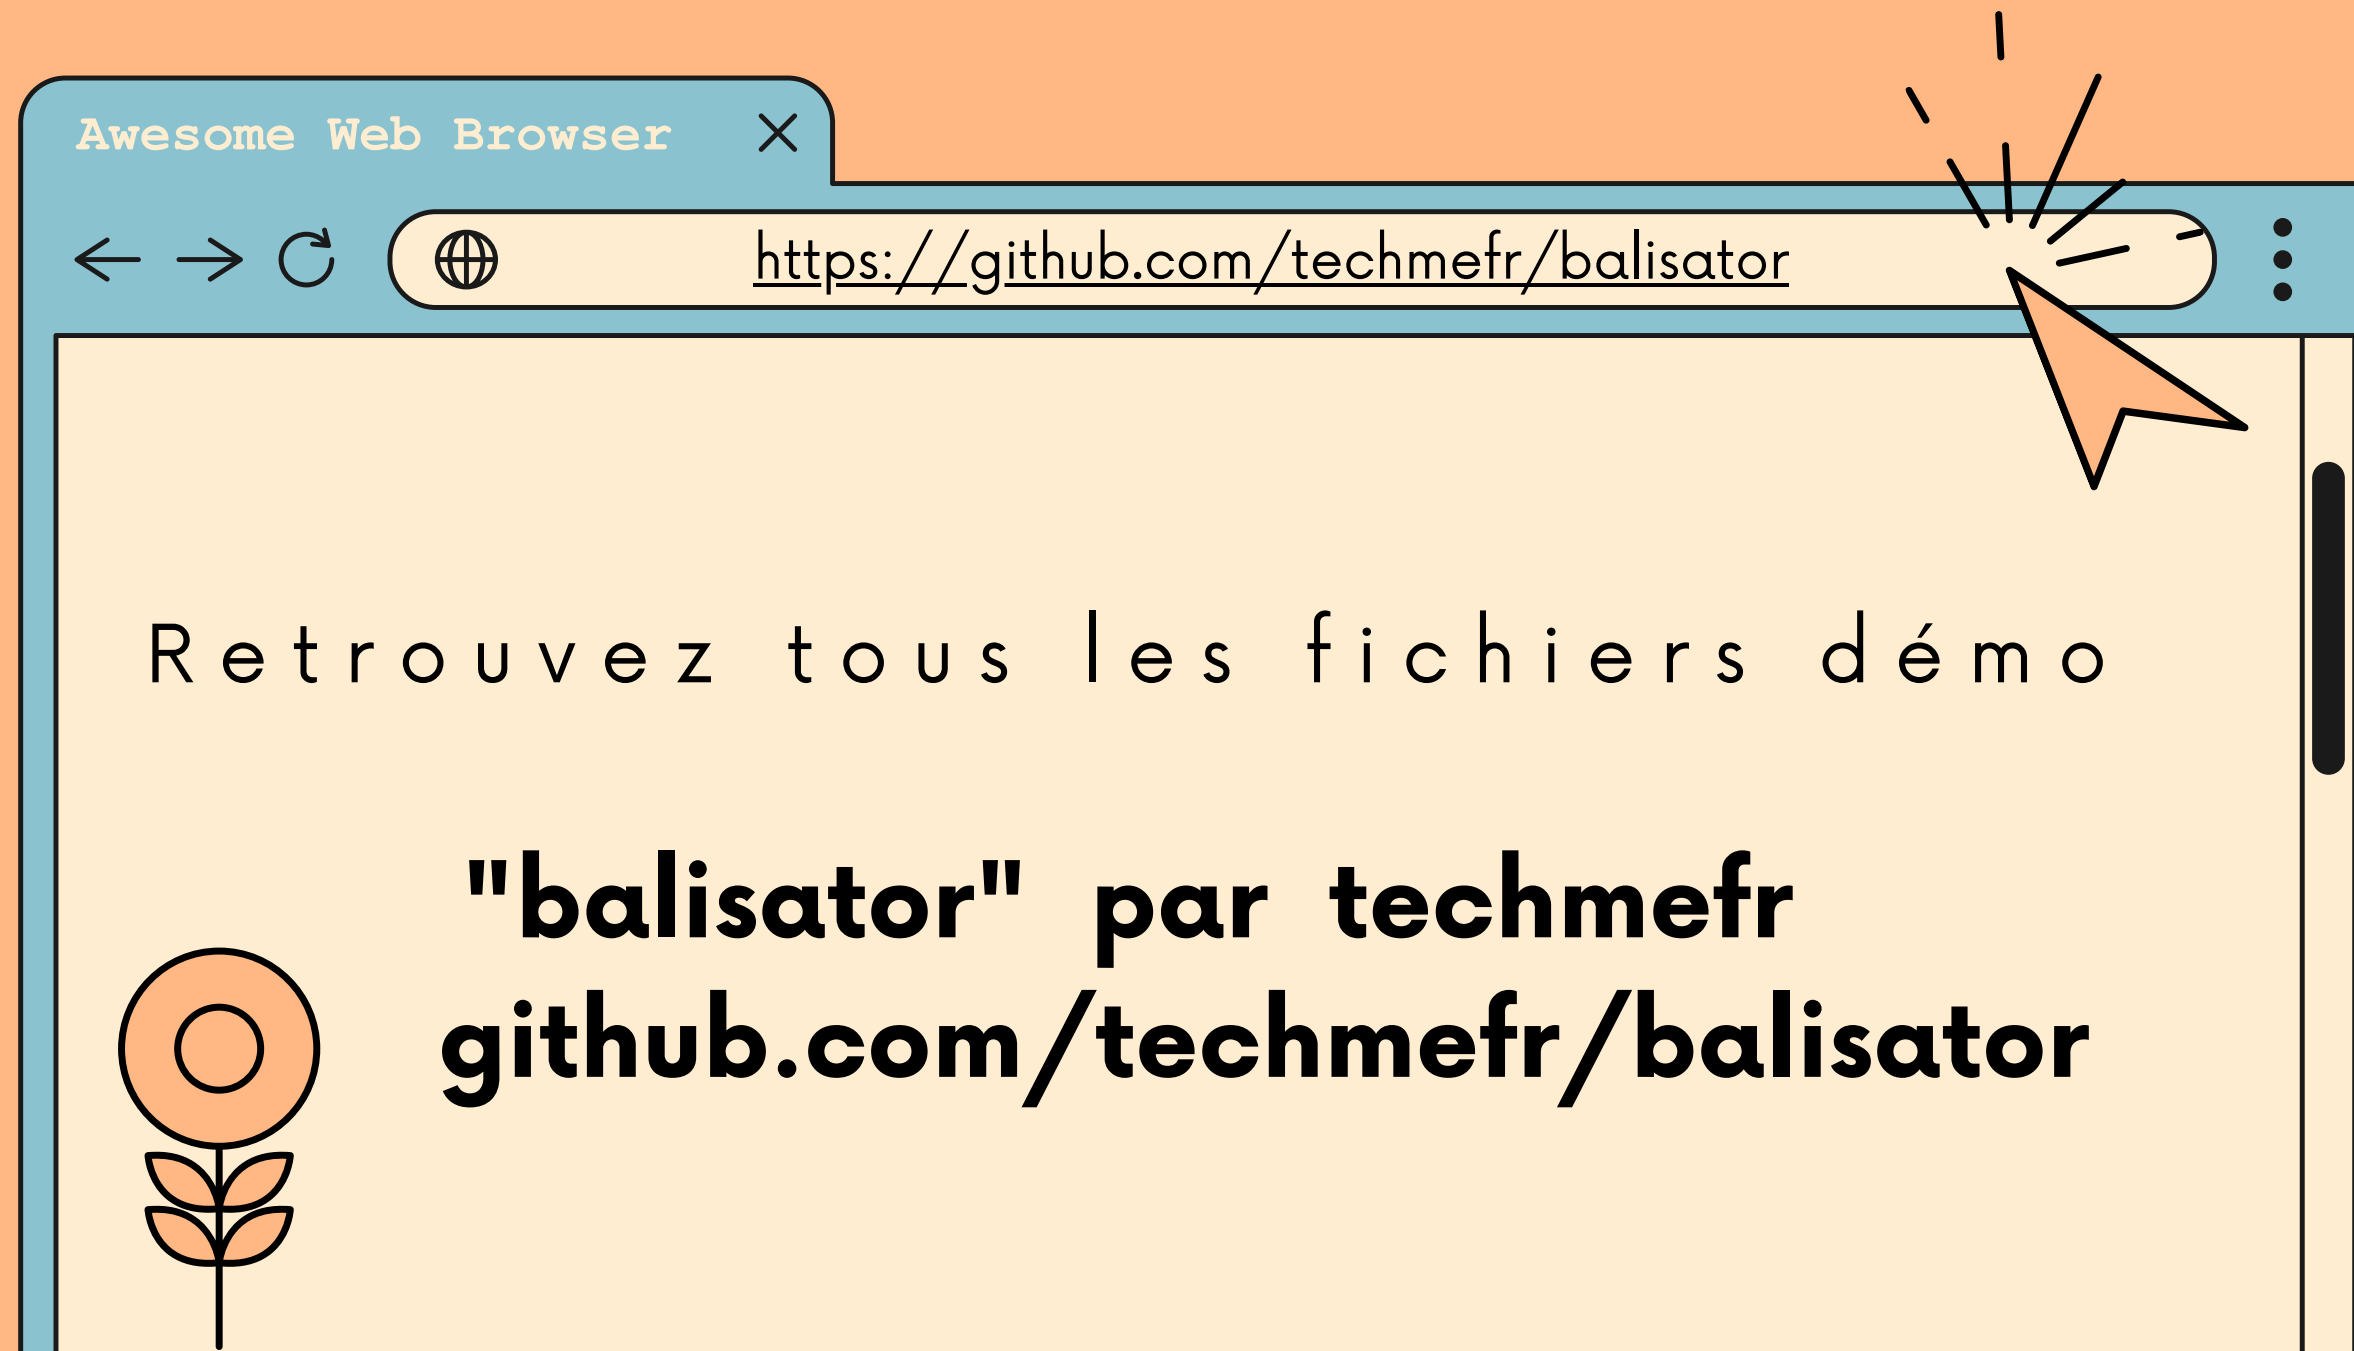 Awesome Web Browser
https://github.com/techmefr/balisator
Retrouvez tous les fichiers démo
"balisator" par techmefr
github.com/techmefr/balisator